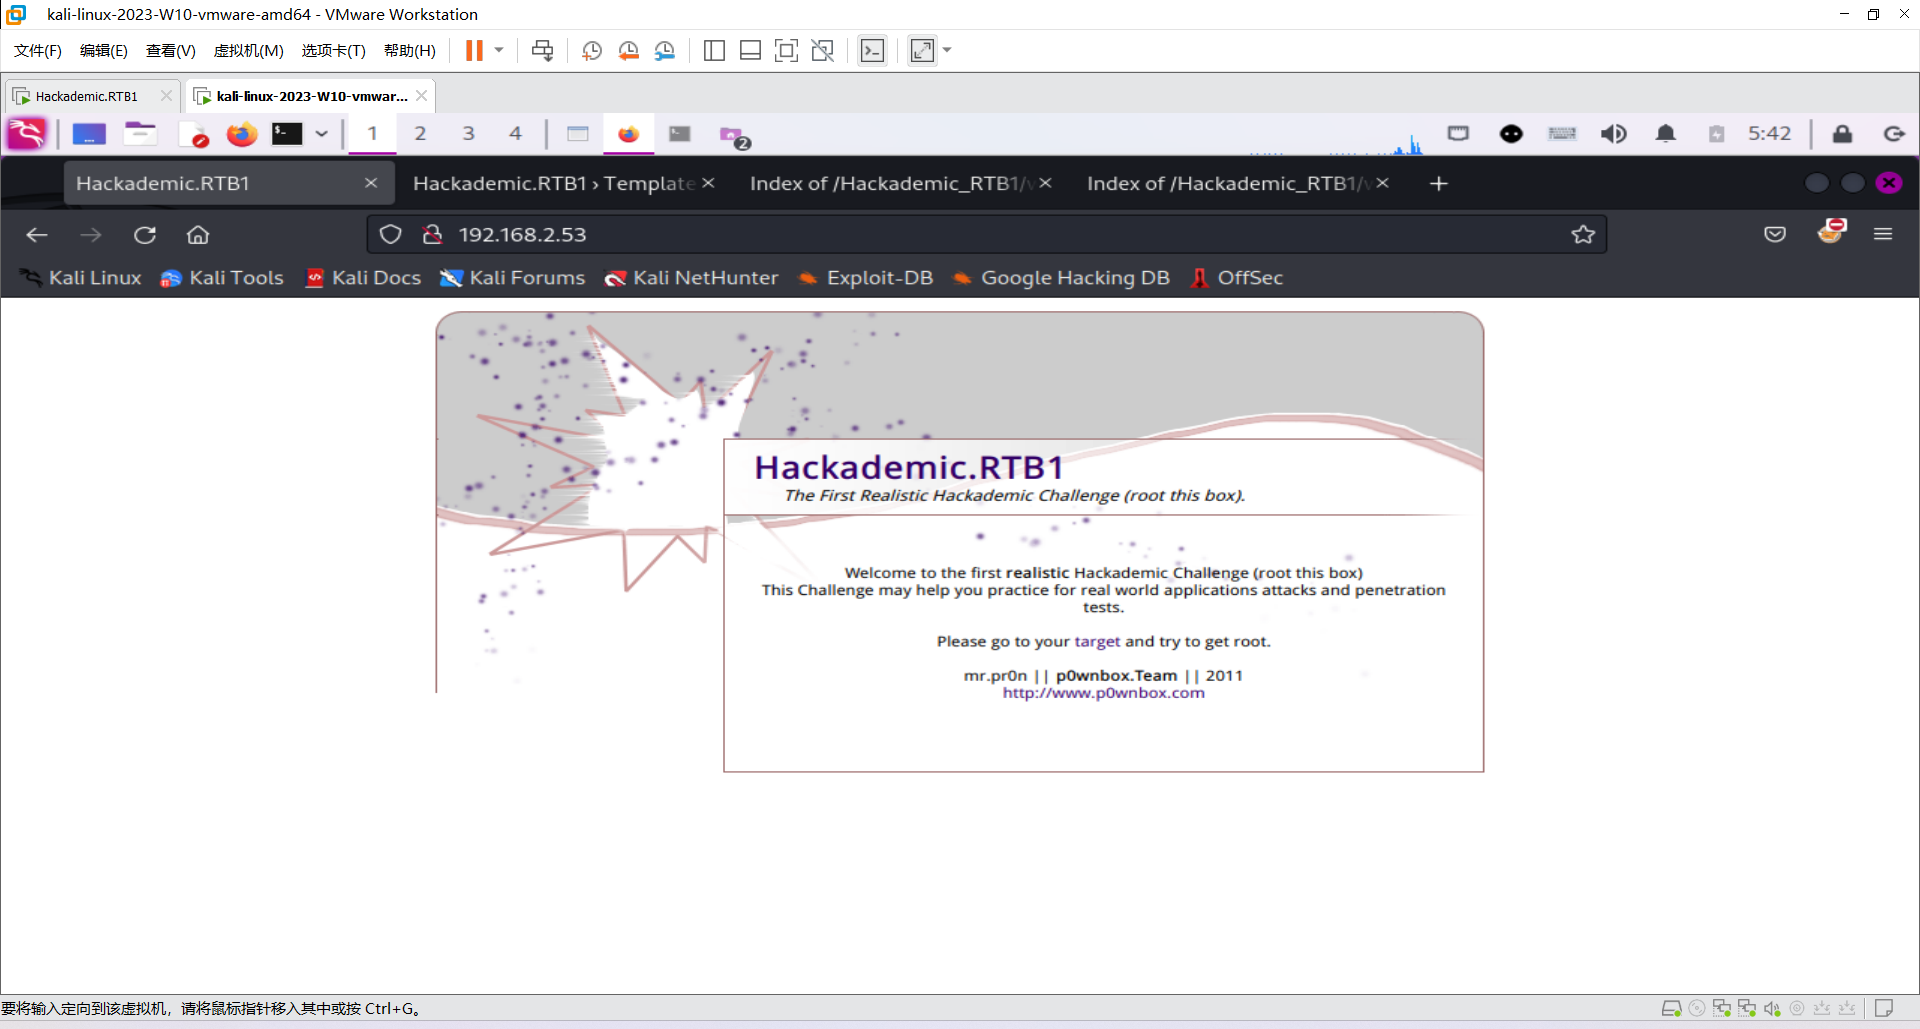 kali-linux-2023-W10-vmware-amd64 - VMware Workstation
文件(F) 编辑(E) 查看(V) 虚拟机(M) 选项卡(T) 帮助(H)
Hackademic.RTB1 kali-linux-2023-W10-vmwar...
1 2 3 4 2 5:42
Hackademic.RTB1 Hackademic.RTB1 › Template Index of /Hackademic_RTB1/ Index of /Hackademic_RTB1/
192.168.2.53
Kali Linux Kali Tools Kali Docs Kali Forums Kali NetHunter Exploit-DB Google Hacking DB OffSec
Hackademic.RTB1
The First Realistic Hackademic Challenge (root this box).
Welcome to the first realistic Hackademic Challenge (root this box)
This Challenge may help you practice for real world applications attacks and penetration
tests.
Please go to your target and try to get root.
mr.pr0n || p0wnbox.Team || 2011
http://www.p0wnbox.com
要将输入定向到该虚拟机，请将鼠标指针移入其中或按 Ctrl+G。